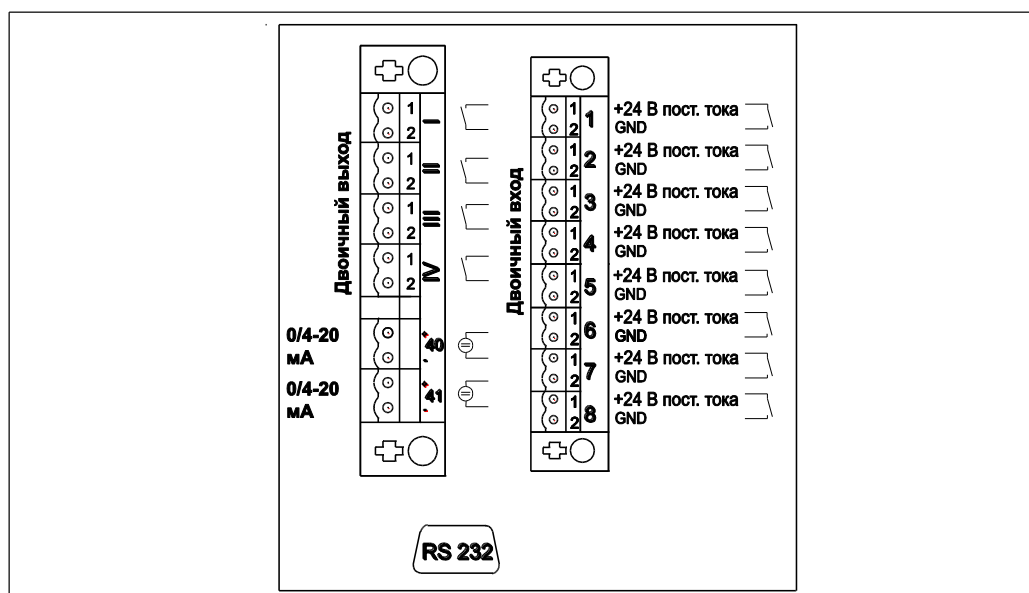 Двоичный выход
1
2
I
1
2
II
1
2
III
1
2
IV
0/4-20
мА
+
40
-
0/4-20
мА
+
41
-
Двоичный вход
1
2
1
+24 В пост. тока
GND
1
2
2
+24 В пост. тока
GND
1
2
3
+24 В пост. тока
GND
1
2
4
+24 В пост. тока
GND
1
2
5
+24 В пост. тока
GND
1
2
6
+24 В пост. тока
GND
1
2
7
+24 В пост. тока
GND
1
2
8
+24 В пост. тока
GND
RS 232